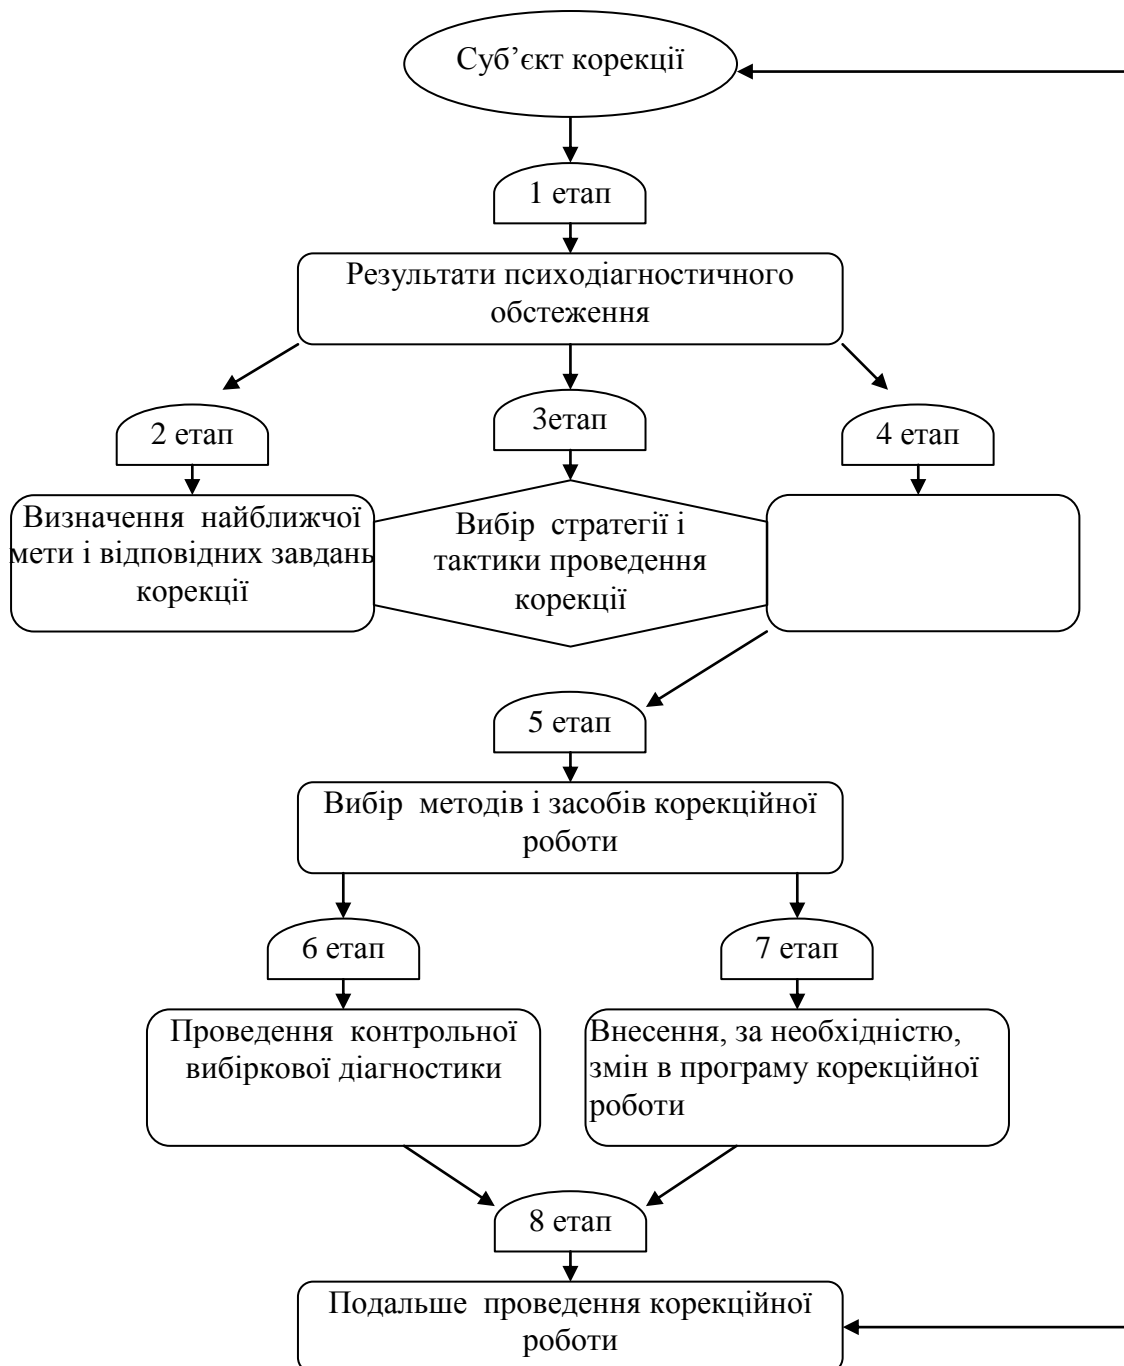 Суб’єкт корекції
1 етап
Результати психодіагностичного
обстеження
2 етап
3етап
4 етап
Визначення найближчої
мети і відповідних завдань
корекції
Вибір стратегії і
тактики проведення
корекції
5 етап
Вибір методів і засобів корекційної
роботи
6 етап
7 етап
Проведення контрольної
вибіркової діагностики
Внесення, за необхідністю,
змін в програму корекційної
роботи
8 етап
Подальше проведення корекційної
роботи